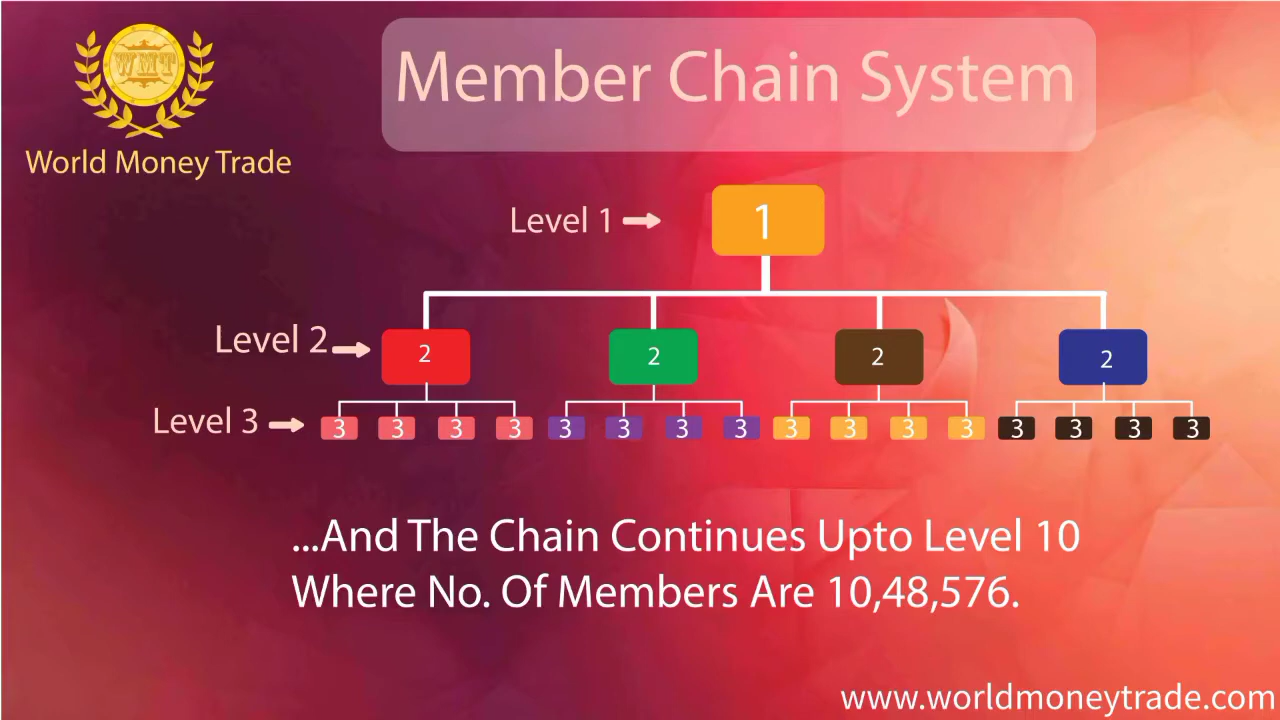 WMT
World Money Trade
Member Chain System
Level 1
1
Level 2
2 2 2 2
Level 3
3 3 3 3 3 3 3 3 3 3 3 3 3 3 3 3
...And The Chain Continues Upto Level 10
Where No. Of Members Are 10,48,576.
www.worldmoneytrade.com